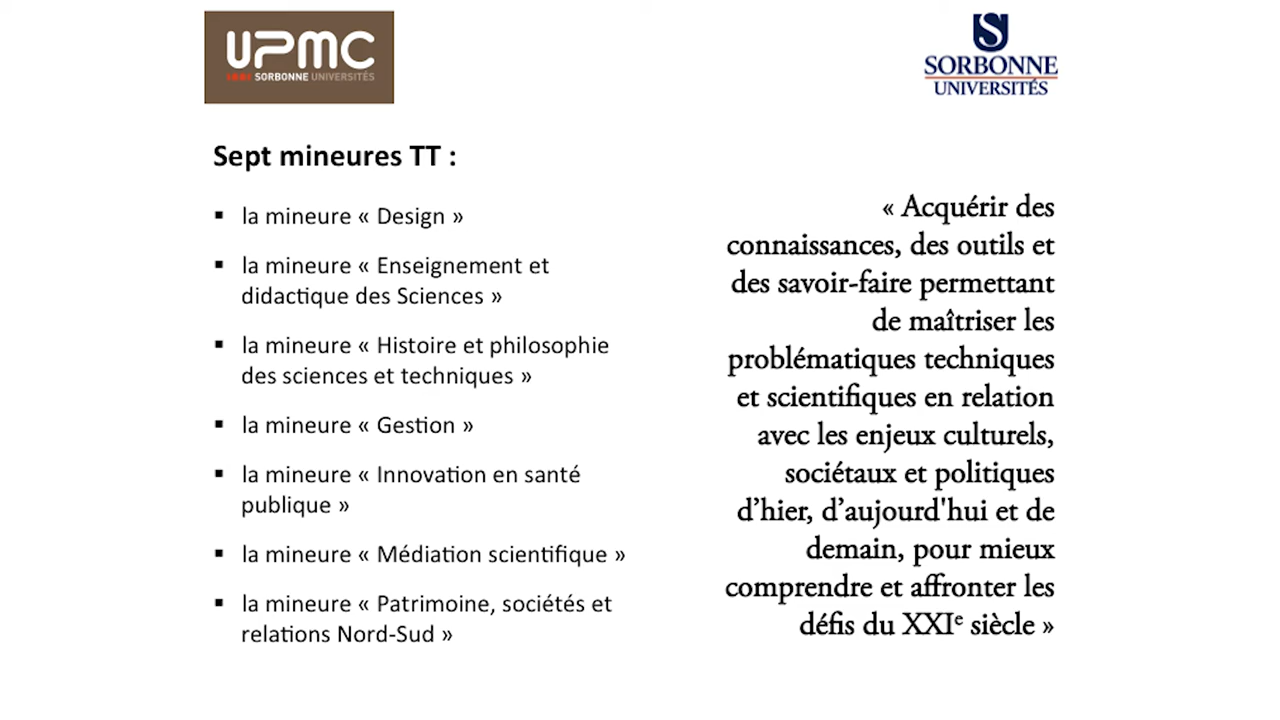 UPMC
SORBONNE UNIVERSITÉS
SORBONNE
UNIVERSITÉS
Sept mineures TT :
▪ la mineure « Design »
▪ la mineure « Enseignement et
didactique des Sciences »
▪ la mineure « Histoire et philosophie
des sciences et techniques »
▪ la mineure « Gestion »
▪ la mineure « Innovation en santé
publique »
▪ la mineure « Médiation scientifique »
▪ la mineure « Patrimoine, sociétés et
relations Nord-Sud »
« Acquérir des
connaissances, des outils et
des savoir-faire permettant
de maîtriser les
problématiques techniques
et scientifiques en relation
avec les enjeux culturels,
sociétaux et politiques
d’hier, d’aujourd'hui et de
demain, pour mieux
comprendre et affronter les
défis du XXIe siècle »